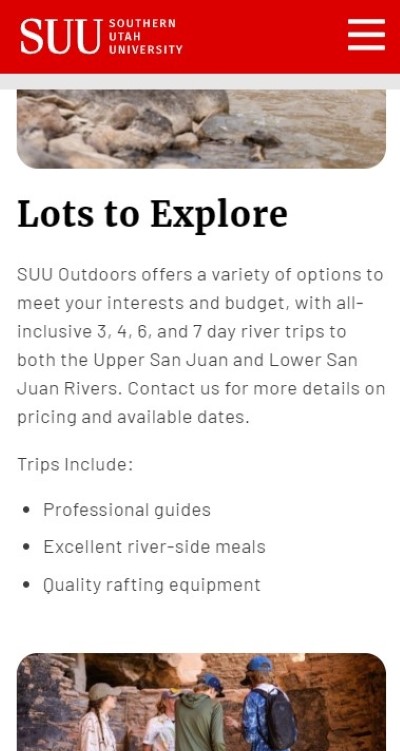 SUU SOUTHERN
UTAH
UNIVERSITY
Lots to Explore
SUU Outdoors offers a variety of options to
meet your interests and budget, with all-
inclusive 3, 4, 6, and 7 day river trips to
both the Upper San Juan and Lower San
Juan Rivers. Contact us for more details on
pricing and available dates.
Trips Include:
• Professional guides
• Excellent river-side meals
• Quality rafting equipment